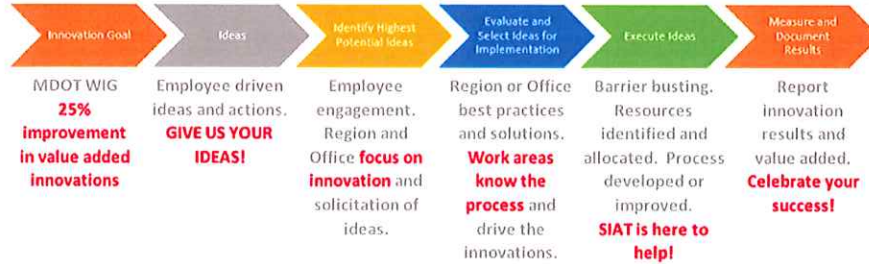 Innovation Goal
Ideas
Identify Highest
Potential Ideas
Evaluate and
Select Ideas for
Implementation
Execute Ideas
Measure and
Document
Results
MDOT WIG
25%
improvement
in value added
innovations
Employee driven
ideas and actions.
GIVE US YOUR
IDEAS!
Employee
engagement.
Region and
Office focus on
innovation and
solicitation of
ideas.
Region or Office
best practices
and solutions.
Work areas
know the
process and
drive the
innovations.
Barrier busting.
Resources
identified and
allocated. Process
developed or
improved.
SIAT is here to
help!
Report
innovation
results and
value added.
Celebrate your
success!